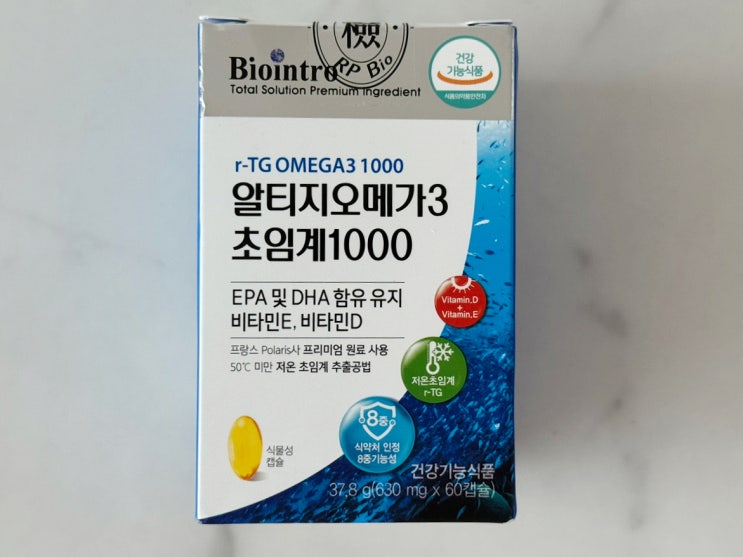 檢
RP Bio
Biointro
Total Solution Premium Ingredient
건강
기능식품
식품의약품안전처
r-TG OMEGA3 1000
알티지오메가3
초임계1000
EPA 및 DHA 함유 유지
비타민E, 비타민D
프랑스 Polaris사 프리미엄 원료 사용
50℃ 미만 저온 초임계 추출공법
Vitamin.D
+
Vitamin.E
저온초임계
r-TG
8중
식약처 인정
8중기능성
식물성
캡슐
건강기능식품
37.8 g(630 mg x 60캡슐)